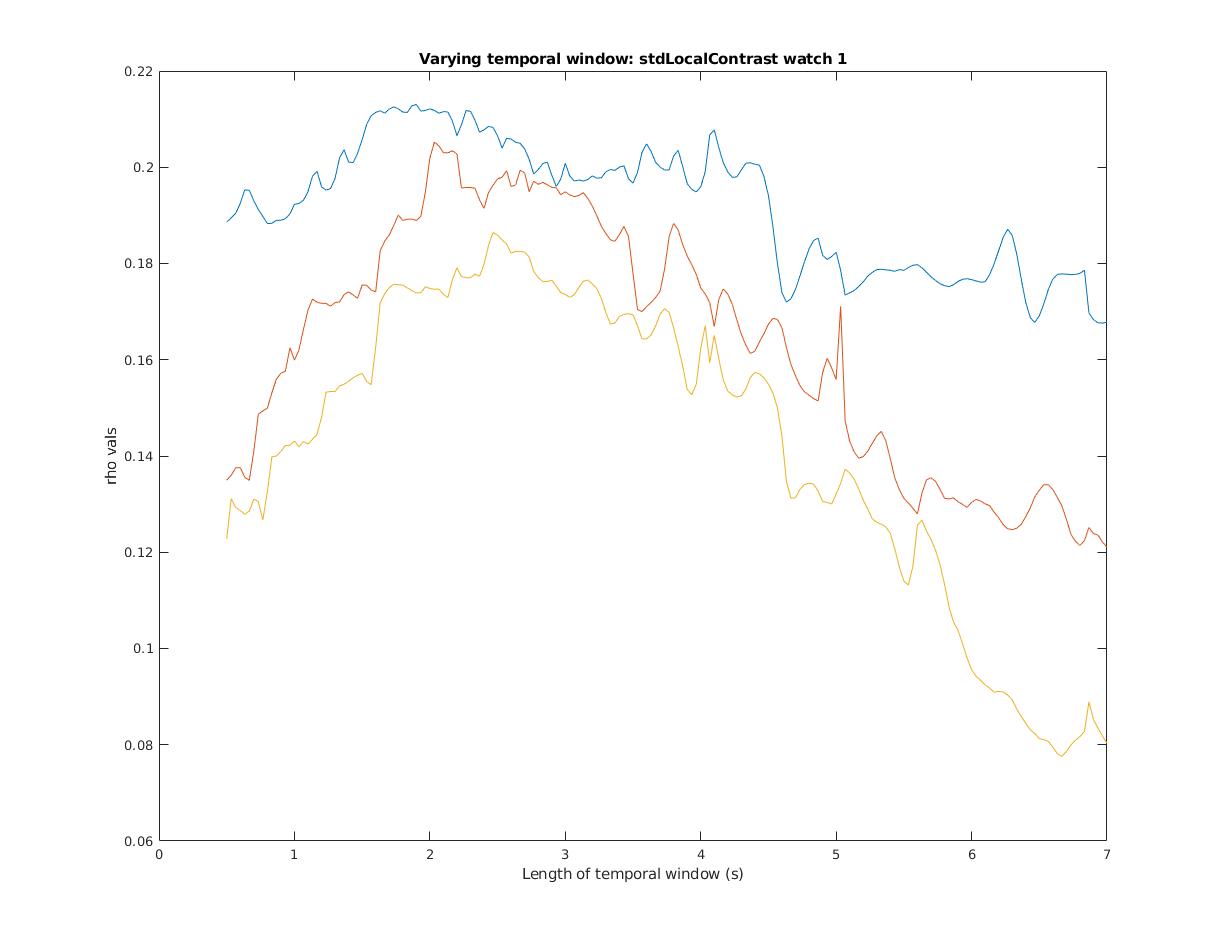 Varying temporal window: stdLocalContrast watch 1
0.22
0.2
0.18
0.16
0.14
0.12
0.1
0.08
0.06
rho vals
0 1 2 3 4 5 6 7
Length of temporal window (s)